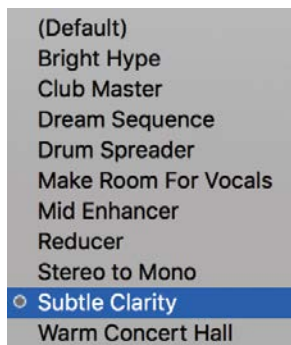 (Default)
Bright Hype
Club Master
Dream Sequence
Drum Spreader
Make Room For Vocals
Mid Enhancer
Reducer
Stereo to Mono
Subtle Clarity
Warm Concert Hall